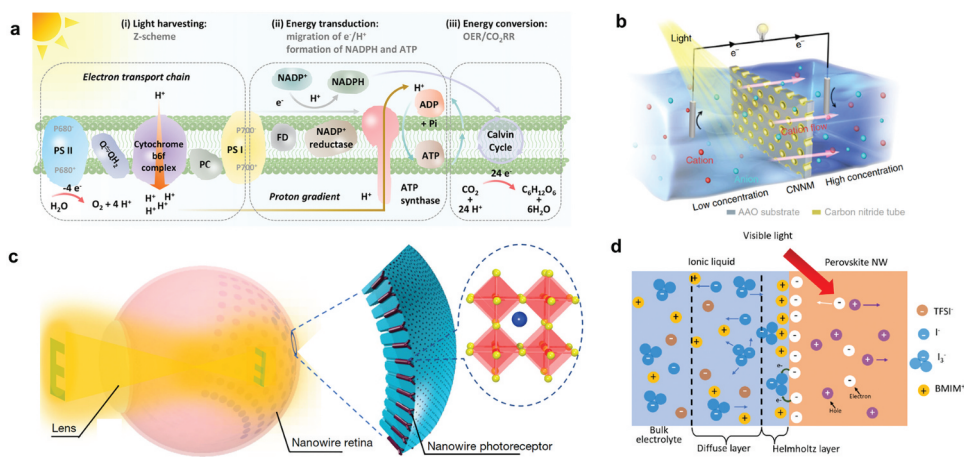 a
(i) Light harvesting:
Z-scheme
(ii) Energy transduction:
migration of e⁻/H⁺
formation of NADPH and ATP
(iii) Energy conversion:
OER/CO₂RR
Electron transport chain
H⁺
NADP⁺
NADPH
e⁻
H⁺
H⁺
ADP
+ Pi
ATP
P680⁻
PS II
P680⁺
Q⇌QH₂
Cytochrome
b6f
complex
PC
P700⁻
PS I
P700⁺
FD
NADP⁺
reductase
Calvin
Cycle
-4 e⁻
H₂O
O₂ + 4 H⁺
H⁺
H⁺
H⁺
H⁺
Proton gradient
H⁺
ATP
synthase
24 e⁻
CO₂
+
24 H⁺
C₆H₁₂O₆
+
6H₂O
b
Light
e⁻
e⁻
Cation flow
Cation
Low concentration
CNNM
High concentration
AAO substrate
Carbon nitride tube
c
E
E
Lens
Nanowire retina
Nanowire photoreceptor
d
Visible light
Ionic liquid
Perovskite NW
TFSI⁻
I⁻
I₃⁻
BMIM⁺
e⁻
Electron
Hole
Bulk
electrolyte
Diffuse layer
Helmholtz layer